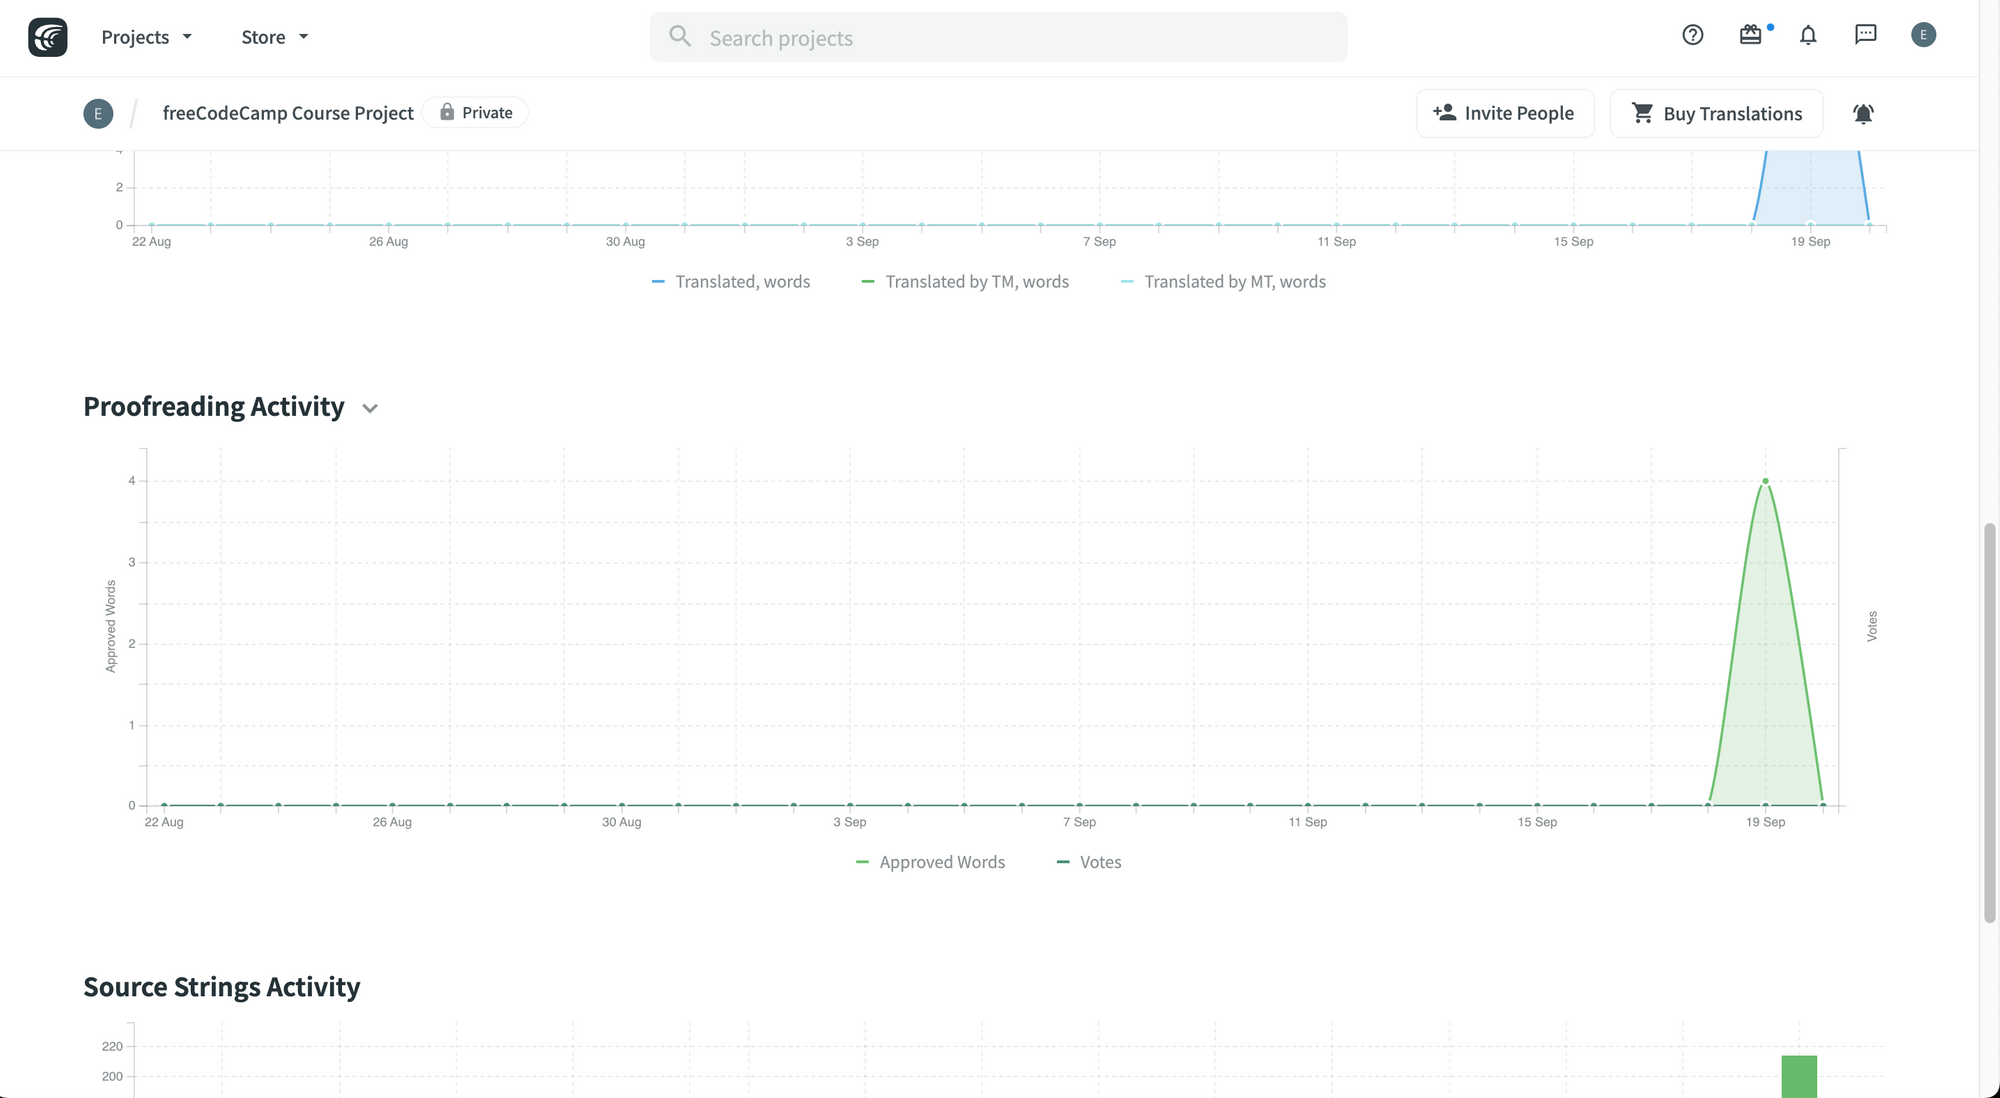 Projects
Store
Search projects
E
E
/
freeCodeCamp Course Project
Private
Invite People
Buy Translations
4
2
0
22 Aug
26 Aug
30 Aug
3 Sep
7 Sep
11 Sep
15 Sep
19 Sep
Translated, words
Translated by TM, words
Translated by MT, words
Proofreading Activity
4
3
2
1
0
Approved Words
Votes
22 Aug
26 Aug
30 Aug
3 Sep
7 Sep
11 Sep
15 Sep
19 Sep
Approved Words
Votes
Source Strings Activity
220
200